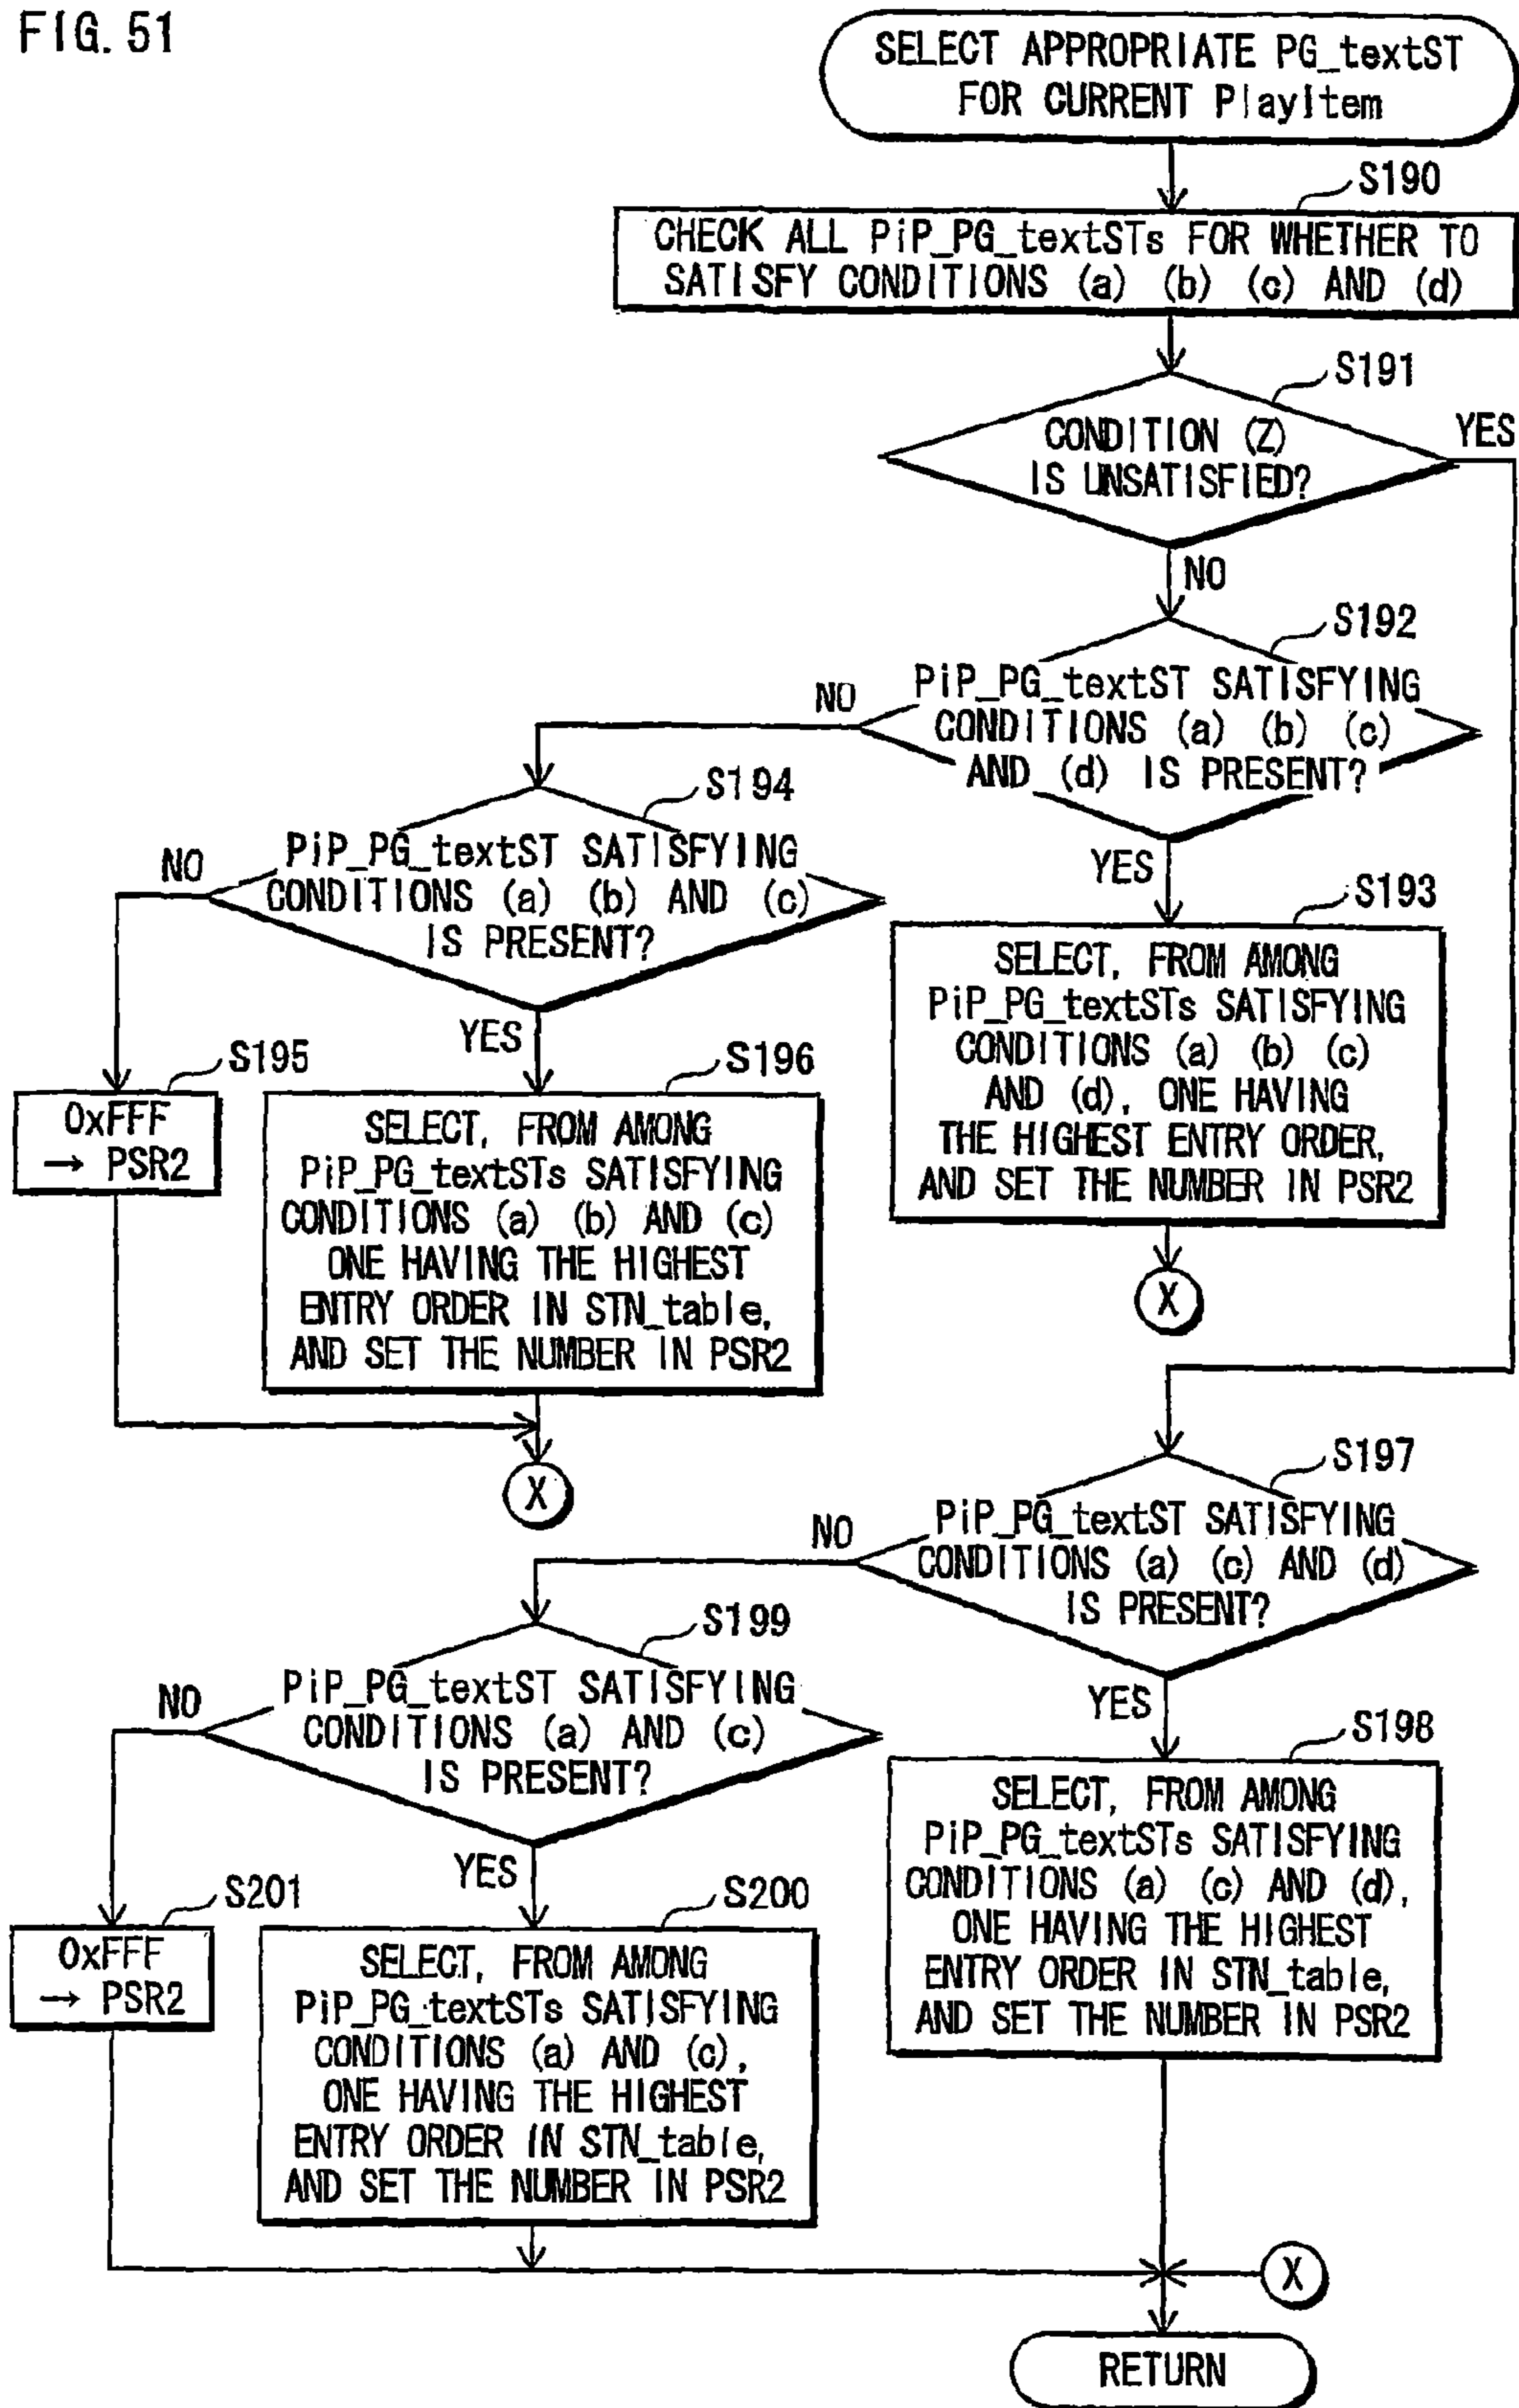 FIG. 51
SELECT APPROPRIATE PG_textST
FOR CURRENT PlayItem
S190
CHECK ALL PiP_PG_textSTs FOR WHETHER TO
SATISFY CONDITIONS (a) (b) (c) AND (d)
S191
CONDITION (Z)
IS UNSATISFIED?
YES
NO
S192
PiP_PG_textST SATISFYING
CONDITIONS (a) (b) (c)
AND (d) IS PRESENT?
NO
YES
S194
PiP_PG_textST SATISFYING
CONDITIONS (a) (b) AND (c)
IS PRESENT?
NO
YES
S193
SELECT, FROM AMONG
PiP_PG_textSTs SATISFYING
CONDITIONS (a) (b) (c)
AND (d), ONE HAVING
THE HIGHEST ENTRY ORDER,
AND SET THE NUMBER IN PSR2
X
S195
0xFFF
→ PSR2
S196
SELECT, FROM AMONG
PiP_PG_textSTs SATISFYING
CONDITIONS (a) (b) AND (c)
ONE HAVING THE HIGHEST
ENTRY ORDER IN STN_table,
AND SET THE NUMBER IN PSR2
X
S197
PiP_PG_textST SATISFYING
CONDITIONS (a) (c) AND (d)
IS PRESENT?
NO
YES
S199
PiP_PG_textST SATISFYING
CONDITIONS (a) AND (c)
IS PRESENT?
NO
YES
S198
SELECT, FROM AMONG
PiP_PG_textSTs SATISFYING
CONDITIONS (a) (c) AND (d),
ONE HAVING THE HIGHEST
ENTRY ORDER IN STN_table,
AND SET THE NUMBER IN PSR2
S201
0xFFF
→ PSR2
S200
SELECT, FROM AMONG
PiP_PG_textSTs SATISFYING
CONDITIONS (a) AND (c),
ONE HAVING THE HIGHEST
ENTRY ORDER IN STN_table,
AND SET THE NUMBER IN PSR2
X
RETURN